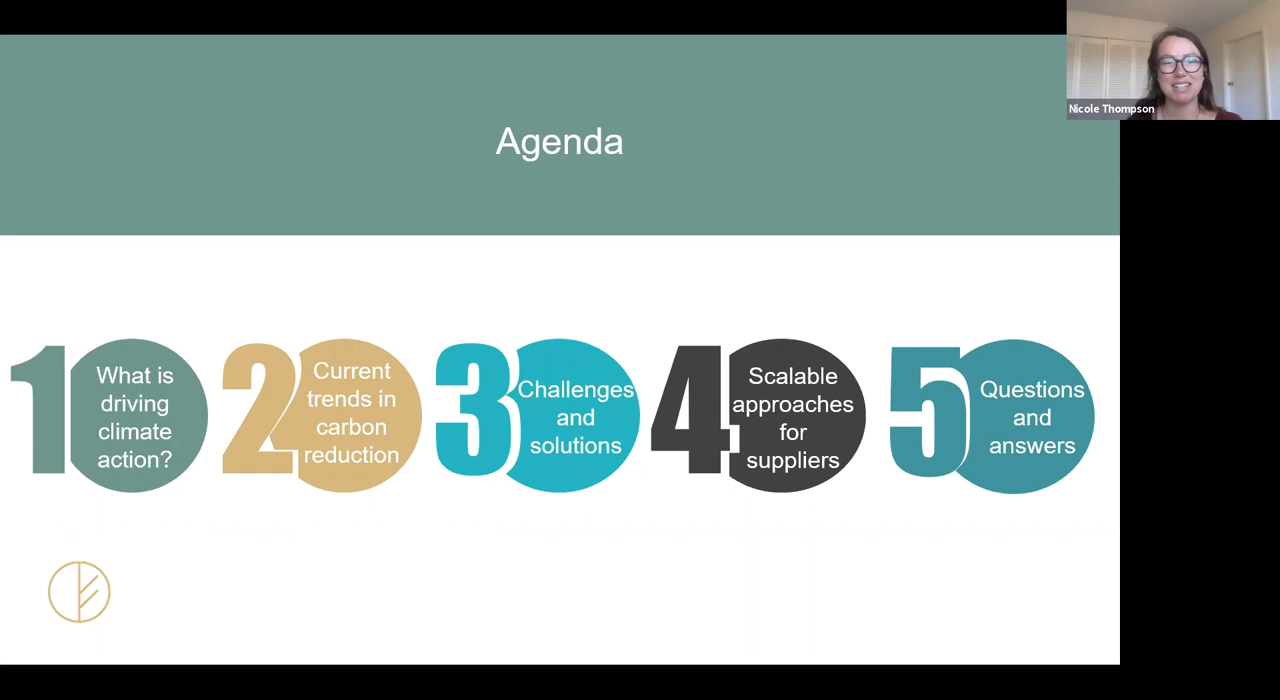 Nicole Thompson
Agenda
1
What is
driving
climate
action?
2
Current
trends in
carbon
reduction
3
Challenges
and
solutions
4
Scalable
approaches
for
suppliers
5
Questions
and
answers